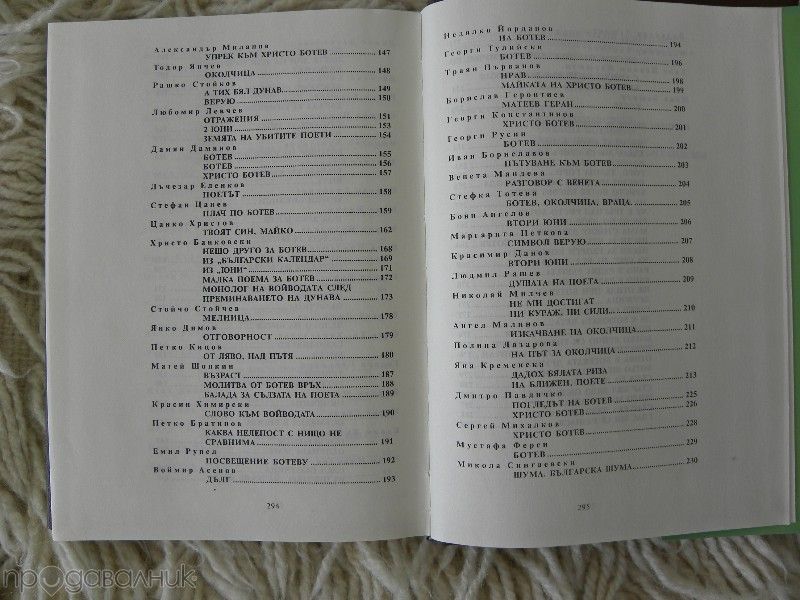 Александър Миланов
УПРЕК КЪМ ХРИСТО БОТЕВ 147
Тодор Янчев
ОКОЛЧИЦА 148
Рашко Стойков
А ТИХ БЯЛ ДУНАВ 149
ВЕРУЮ 150
Любомир Левчев
ОТРАЖЕНИЯ 151
2 ЮНИ 153
ЗЕМЯТА НА УБИТИТЕ ПОЕТИ 154
Дамян Дамянов
БОТЕВ 155
БОТЕВ 156
ХРИСТО БОТЕВ 157
Лъчезар Еленков
ПОЕТЪТ 158
Стефан Цанев
ПЛАЧ ПО БОТЕВ 159
Цанко Христов
ТВОЯТ СИН, МАЙКО 162
Христо Банковски
НЕЩО ДРУГО ЗА БОТЕВ 168
ИЗ „БЪЛГАРСКИ КАЛЕНДАР“ 169
ИЗ „ЮНИ“ 171
МАЛКА ПОЕМА ЗА БОТЕВ 172
МОНОЛОГ НА ВОЙВОДАТА СЛЕД
ПРЕМИНАВАНЕТО НА ДУНАВА 173
Стойчо Стойчев
МЕЛНИЦА 178
Янко Димов
ОТГОВОРНОСТ 179
Петко Кицов
ОТ ЛЯВО, НАД ПЪТЯ 180
Матей Шопкин
ВЪЗРАСТ 187
МОЛИТВА ОТ БОТЕВ ВРЪХ 188
БАЛАДА ЗА СЪЛЗАТА НА ПОЕТА 189
Красин Химирски
СЛОВО КЪМ ВОЙВОДАТА 190
Петко Братинов
КАКВА НЕЛЕПОСТ С НИЩО НЕ
СРАВНИМА 191
Емил Рупел
ПОСВЕЩЕНИЕ БОТЕВУ 192
Воймир Асенов
ДЪЛГ 193
294
Недялко Йорданов
НА БОТЕВ 194
Георги Тулийски
БОТЕВ 196
Траян Първанов
НРАВ 198
МАЙКАТА НА ХРИСТО БОТЕВ 199
Борислав Геронтиев
МАТЕЕВ ГЕРАН 200
Георги Константинов
ХРИСТО БОТЕВ 201
Георги Русин
БОТЕВ 202
Иван Бориславов
ПЪТУВАНЕ КЪМ БОТЕВ 203
Венета Манлева
РАЗГОВОР С ВЕНЕТА 204
Стефка Тотева
БОТЕВ, ОКОЛЧИЦА, ВРАЦА 205
Боян Ангелов
ВТОРИ ЮНИ 206
Маргарита Петкова
СИМВОЛ ВЕРУЮ 207
Красимир Данов
ВТОРИ ЮНИ 208
Людмил Рашев
ДУШАТА НА ПОЕТА 209
Николай Милчев
НЕ МИ ДОСТИГАТ
НИ КУРАЖ, НИ СИЛИ 210
Ангел Малинов
ИЗКАЧВАНЕ НА ОКОЛЧИЦА 211
Полина Лазарова
НА ПЪТ ЗА ОКОЛЧИЦА 212
Яна Кременска
ДАДОХ БЯЛАТА РИЗА
НА БЛИЖЕН, ПОЕТЕ 213
Дмитро Павличко
ПОГЛЕДЪТ НА БОТЕВ 225
ХРИСТО БОТЕВ 226
Сергей Михалков
ХРИСТО БОТЕВ 228
Мустафа Ферси
БОТЕВ 229
Микола Сингаевски
ШУМА, БЪЛГАРСКА ШУМА 230
295
продавалник